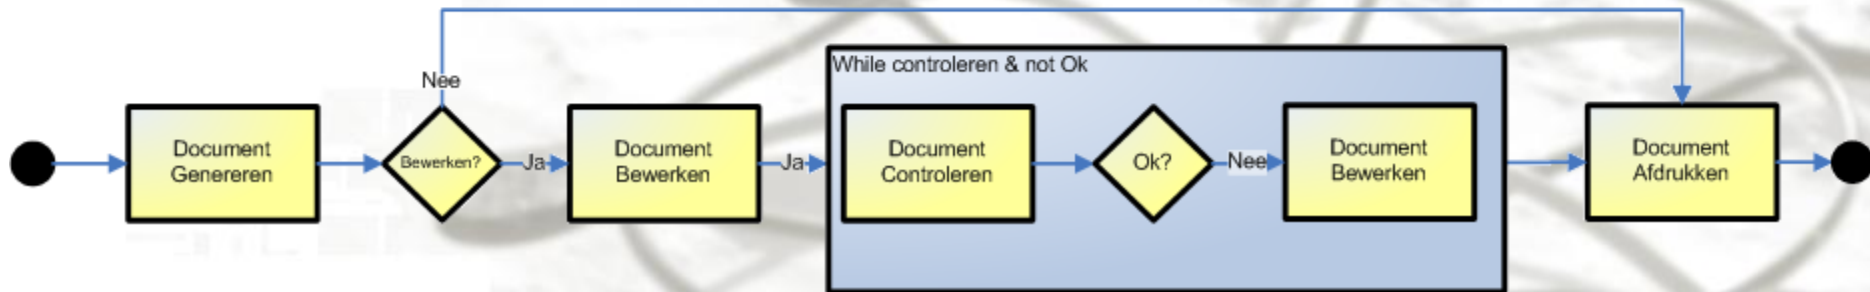 Nee
While controleren & not Ok
Document
Genereren
Bewerken?
Ja
Document
Bewerken
Ja
Document
Controleren
Ok?
Nee
Document
Bewerken
Document
Afdrukken